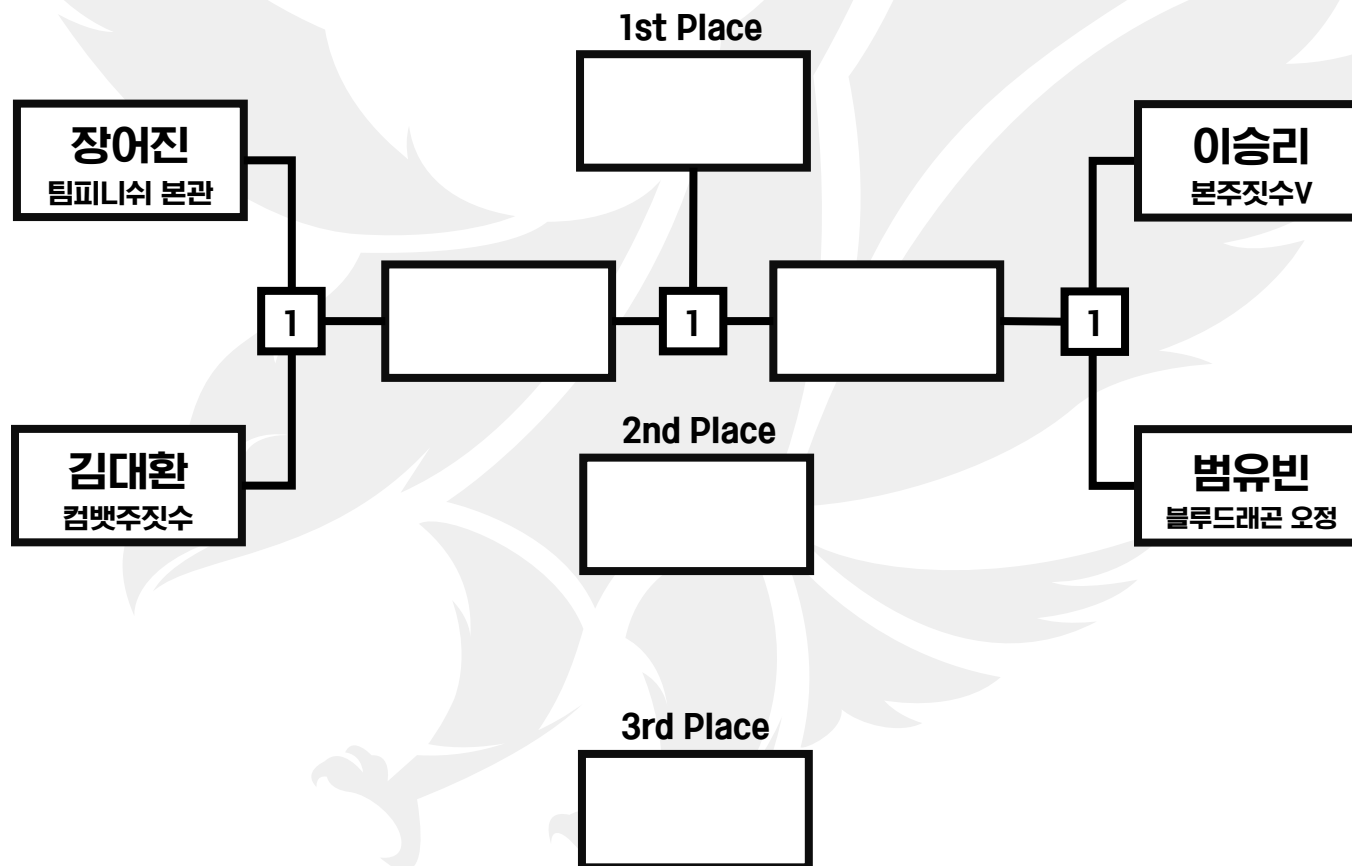 1st Place
장어진
팀피니쉬 본관
이승리
본주짓수V
1
1
1
김대환
컴뱃주짓수
2nd Place
범유빈
블루드래곤 오정
3rd Place